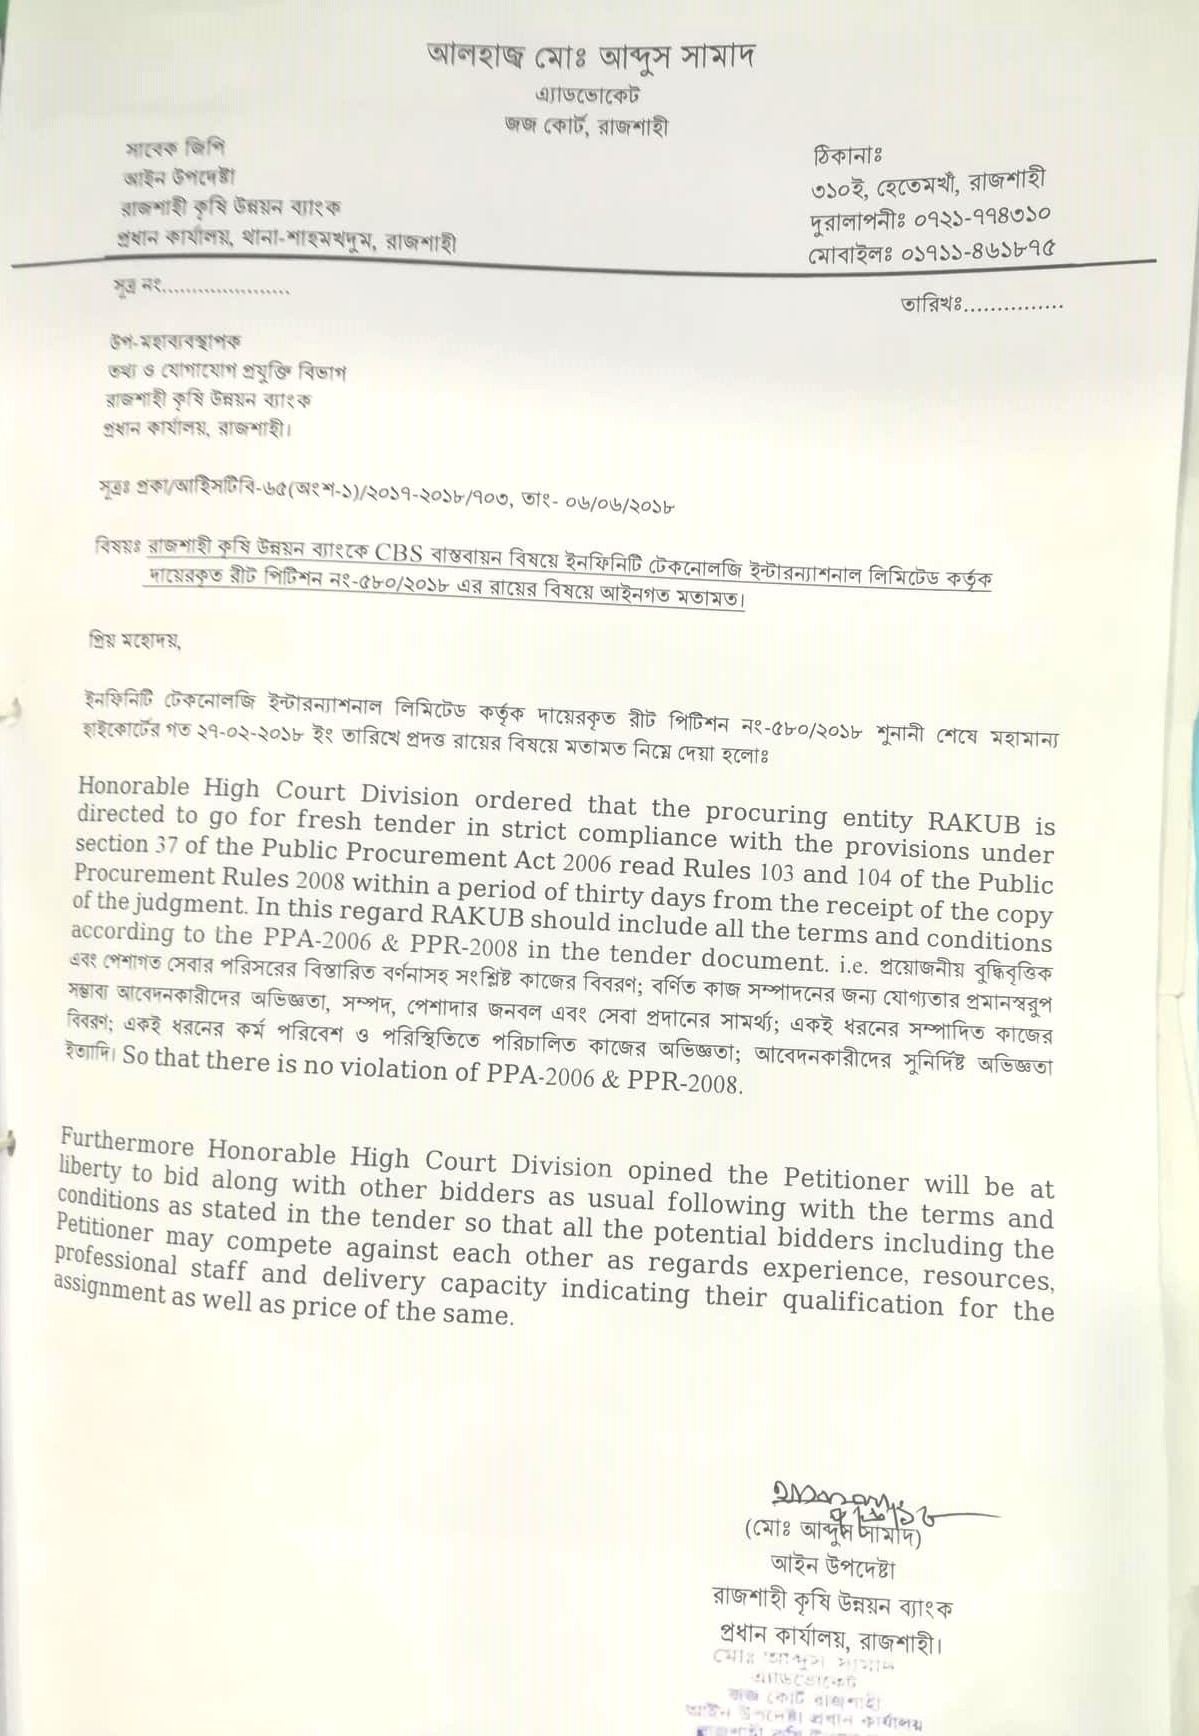 আলহাজ্ব মোঃ আব্দুস সামাদ
এ্যাডভোকেট
জজ কোর্ট, রাজশাহী
সাবেক জিপি
আইন উপদেষ্টা
রাজশাহী কৃষি উন্নয়ন ব্যাংক
প্রধান কার্যালয়, থানা-শাহমখদুম, রাজশাহী
ঠিকানাঃ
৩১০ই, হেতেমখাঁ, রাজশাহী
দুরালাপনীঃ ০৭২১-৭৭৪৩১০
মোবাইলঃ ০১৭১১-৪৬১৮৭৫
সূত্র নং.....................
তারিখঃ...............
উপ-মহাব্যবস্থাপক
তথ্য ও যোগাযোগ প্রযুক্তি বিভাগ
রাজশাহী কৃষি উন্নয়ন ব্যাংক
প্রধান কার্যালয়, রাজশাহী।
সূত্রঃ প্রকা/আইসিটিবি-৬৫(অংশ-১)/২০১৭-২০১৮/৭০৩, তাং- ০৬/০৬/২০১৮
বিষয়ঃ রাজশাহী কৃষি উন্নয়ন ব্যাংকে CBS বাস্তবায়ন বিষয়ে ইনফিনিটি টেকনোলজি ইন্টারন্যাশনাল লিমিটেড কর্তৃক
দায়েরকৃত রীট পিটিশন নং-৫৮০/২০১৮ এর রায়ের বিষয়ে আইনগত মতামত।
প্রিয় মহোদয়,
ইনফিনিটি টেকনোলজি ইন্টারন্যাশনাল লিমিটেড কর্তৃক দায়েরকৃত রীট পিটিশন নং-৫৮০/২০১৮ শুনানী শেষে মহামান্য
হাইকোর্টের গত ২৭-০২-২০১৮ ইং তারিখে প্রদত্ত রায়ের বিষয়ে মতামত নিম্নে দেয়া হলোঃ
Honorable High Court Division ordered that the procuring entity RAKUB is
directed to go for fresh tender in strict compliance with the provisions under
section 37 of the Public Procurement Act 2006 read Rules 103 and 104 of the Public
Procurement Rules 2008 within a period of thirty days from the receipt of the copy
of the judgment. In this regard RAKUB should include all the terms and conditions
according to the PPA-2006 & PPR-2008 in the tender document. i.e. প্রয়োজনীয় বুদ্ধিবৃত্তিক
এবং পেশাগত সেবার পরিসরের বিস্তারিত বর্ণনাসহ সংশ্লিষ্ট কাজের বিবরণ; বর্ণিত কাজ সম্পাদনের জন্য যোগ্যতার প্রমানস্বরুপ
সম্ভাব্য আবেদনকারীদের অভিজ্ঞতা, সম্পদ, পেশাদার জনবল এবং সেবা প্রদানের সামর্থ্য; একই ধরনের সম্পাদিত কাজের
বিবরণ; একই ধরনের কর্ম পরিবেশ ও পরিস্থিতিতে পরিচালিত কাজের অভিজ্ঞতা; আবেদনকারীদের সুনির্দিষ্ট অভিজ্ঞতা
ইত্যাদি। So that there is no violation of PPA-2006 & PPR-2008.
Furthermore Honorable High Court Division opined the Petitioner will be at
liberty to bid along with other bidders as usual following with the terms and
conditions as stated in the tender so that all the potential bidders including the
Petitioner may compete against each other as regards experience, resources,
professional staff and delivery capacity indicating their qualification for the
assignment as well as price of the same.
(মোঃ আব্দুস সামাদ)
আইন উপদেষ্টা
রাজশাহী কৃষি উন্নয়ন ব্যাংক
প্রধান কার্যালয়, রাজশাহী।
মোঃ আব্দুস সামাদ
এ্যাডভোকেট
জজ কোর্ট রাজশাহী
আইন উপদেষ্টা প্রধান কার্যালয়